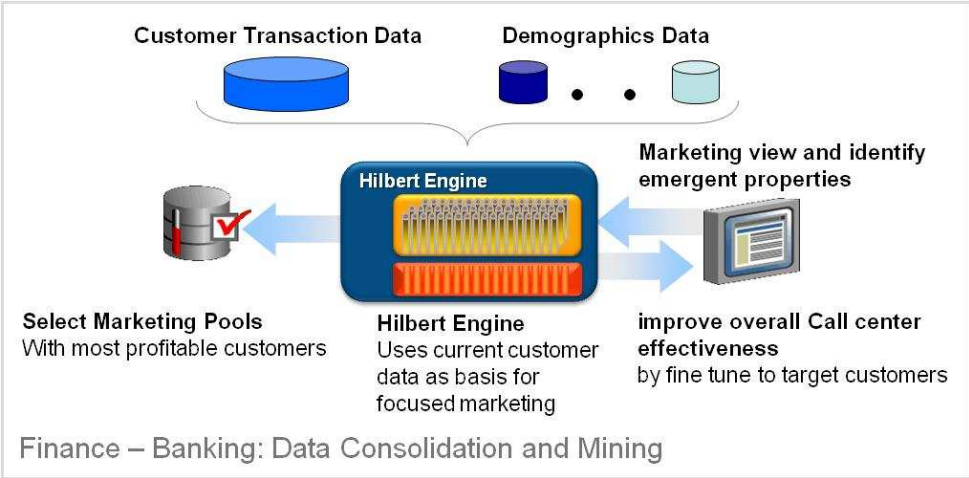 Customer Transaction Data
Demographics Data
Marketing view and identify
emergent properties
Hilbert Engine
Select Marketing Pools
With most profitable customers
Hilbert Engine
Uses current customer
data as basis for
focused marketing
improve overall Call center
effectiveness
by fine tune to target customers
Finance – Banking: Data Consolidation and Mining